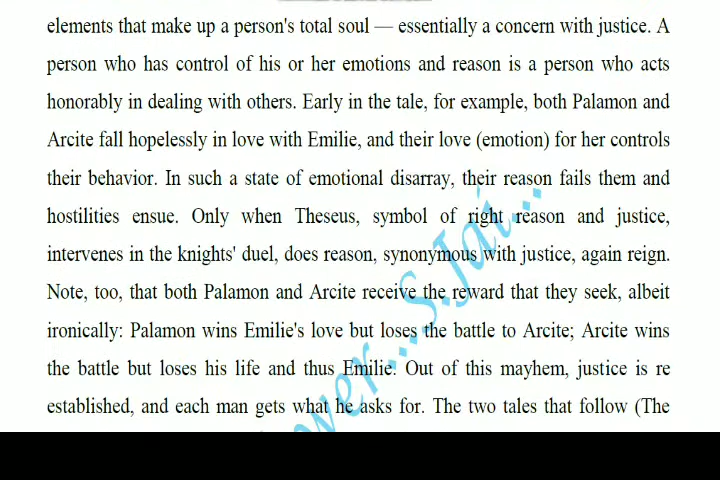 elements that make up a person's total soul — essentially a concern with justice. A
person who has control of his or her emotions and reason is a person who acts
honorably in dealing with others. Early in the tale, for example, both Palamon and
Arcite fall hopelessly in love with Emilie, and their love (emotion) for her controls
their behavior. In such a state of emotional disarray, their reason fails them and
hostilities ensue. Only when Theseus, symbol of right reason and justice,
intervenes in the knights' duel, does reason, synonymous with justice, again reign.
Note, too, that both Palamon and Arcite receive the reward that they seek, albeit
ironically: Palamon wins Emilie's love but loses the battle to Arcite; Arcite wins
the battle but loses his life and thus Emilie. Out of this mayhem, justice is re
established, and each man gets what he asks for. The two tales that follow (The
ower...S.Jai...